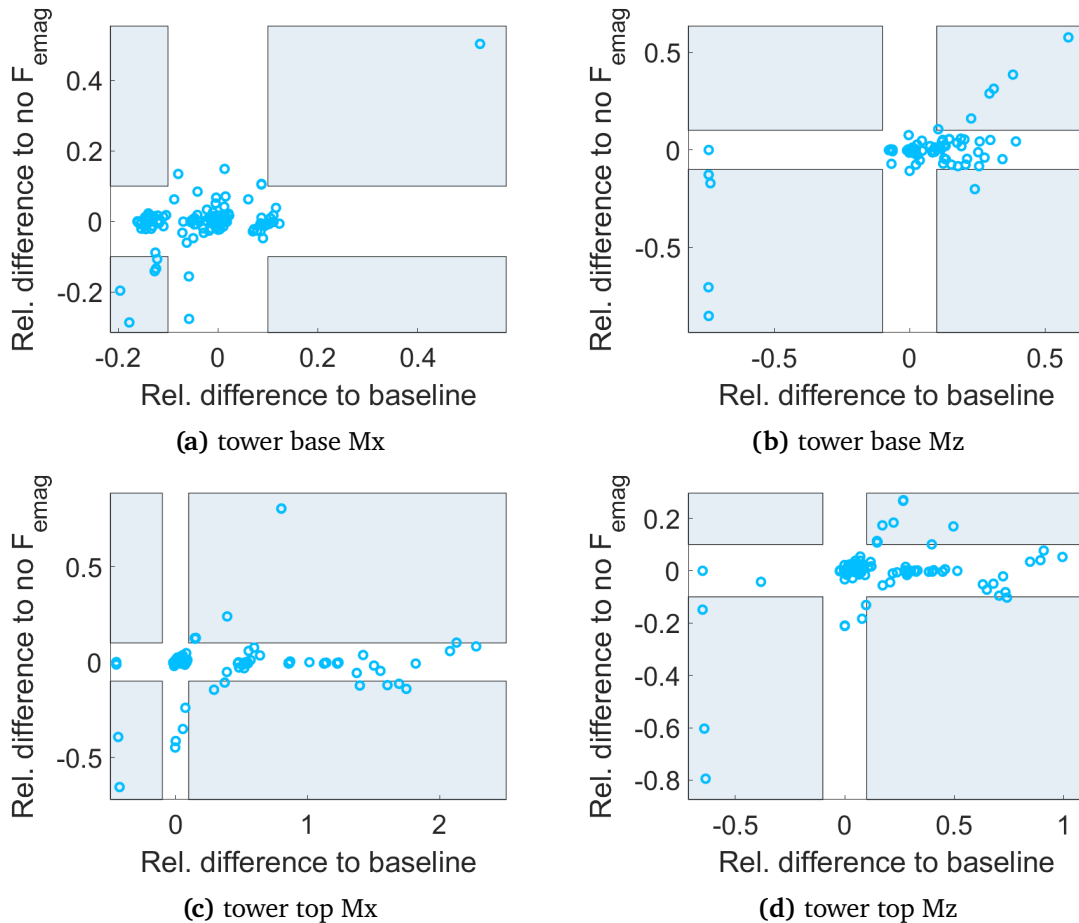 Rel. difference to no F_emag
0.4
0.2
0
-0.2
-0.2 0 0.2 0.4
Rel. difference to baseline
(a) tower base Mx
Rel. difference to no F_emag
0.5
0
-0.5
-0.5 0 0.5
Rel. difference to baseline
(b) tower base Mz
Rel. difference to no F_emag
0.5
0
-0.5
0 1 2
Rel. difference to baseline
(c) tower top Mx
Rel. difference to no F_emag
0.2
0
-0.2
-0.4
-0.6
-0.8
-0.5 0 0.5 1
Rel. difference to baseline
(d) tower top Mz